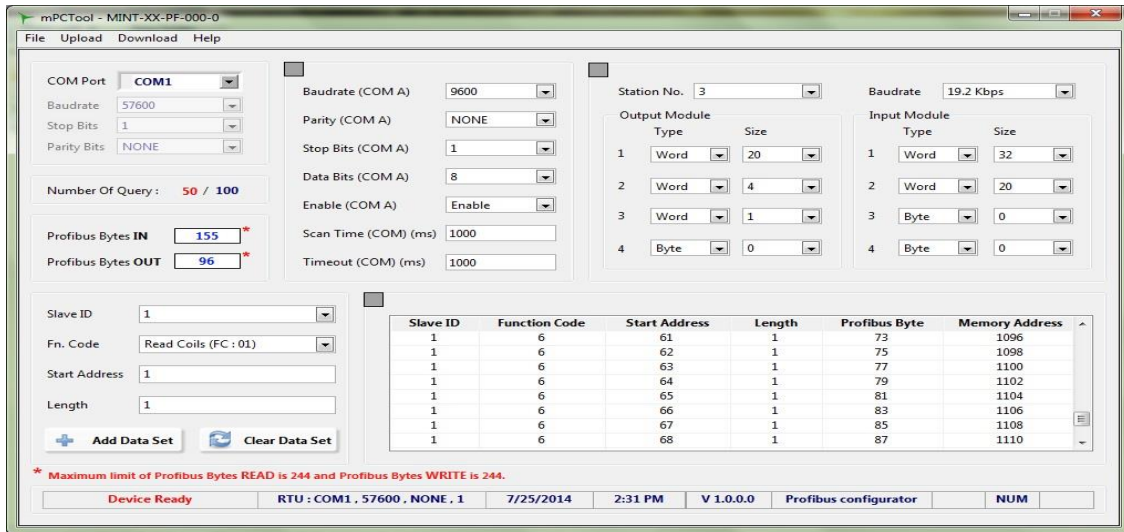 mPCTool - MINT-XX-PF-000-0
File Upload Download Help
COM Port COM1
Baudrate 57600
Stop Bits 1
Parity Bits NONE
Number Of Query : 50 / 100
Profibus Bytes IN 155 *
Profibus Bytes OUT 96 *
Baudrate (COM A) 9600
Parity (COM A) NONE
Stop Bits (COM A) 1
Data Bits (COM A) 8
Enable (COM A) Enable
Scan Time (COM) (ms) 1000
Timeout (COM) (ms) 1000
Station No. 3 Baudrate 19.2 Kbps
Output Module
Type Size
1 Word 20
2 Word 4
3 Word 1
4 Byte 0
Input Module
Type Size
1 Word 32
2 Word 20
3 Byte 0
4 Byte 0
Slave ID 1
Fn. Code Read Coils (FC : 01)
Start Address 1
Length 1
Add Data Set Clear Data Set
Slave ID Function Code Start Address Length Profibus Byte Memory Address
1 6 61 1 73 1096
1 6 62 1 75 1098
1 6 63 1 77 1100
1 6 64 1 79 1102
1 6 65 1 81 1104
1 6 66 1 83 1106
1 6 67 1 85 1108
1 6 68 1 87 1110
* Maximum limit of Profibus Bytes READ is 244 and Profibus Bytes WRITE is 244.
Device Ready RTU : COM1 , 57600 , NONE , 1 7/25/2014 2:31 PM V 1.0.0.0 Profibus configurator NUM